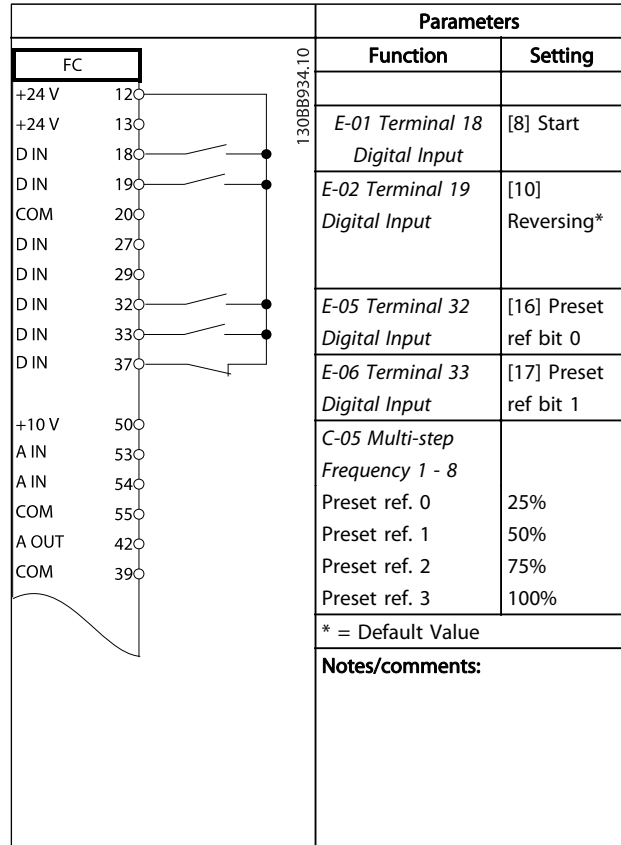 Parameters
FC
130BB934.10
Function Setting
+24 V 12
+24 V 13
D IN 18
D IN 19
COM 20
D IN 27
D IN 29
D IN 32
D IN 33
D IN 37
+10 V 50
A IN 53
A IN 54
COM 55
A OUT 42
COM 39
E-01 Terminal 18 [8] Start
Digital Input
E-02 Terminal 19 [10]
Digital Input Reversing*
E-05 Terminal 32 [16] Preset
Digital Input ref bit 0
E-06 Terminal 33 [17] Preset
Digital Input ref bit 1
C-05 Multi-step
Frequency 1 - 8
Preset ref. 0 25%
Preset ref. 1 50%
Preset ref. 2 75%
Preset ref. 3 100%
* = Default Value
Notes/comments: